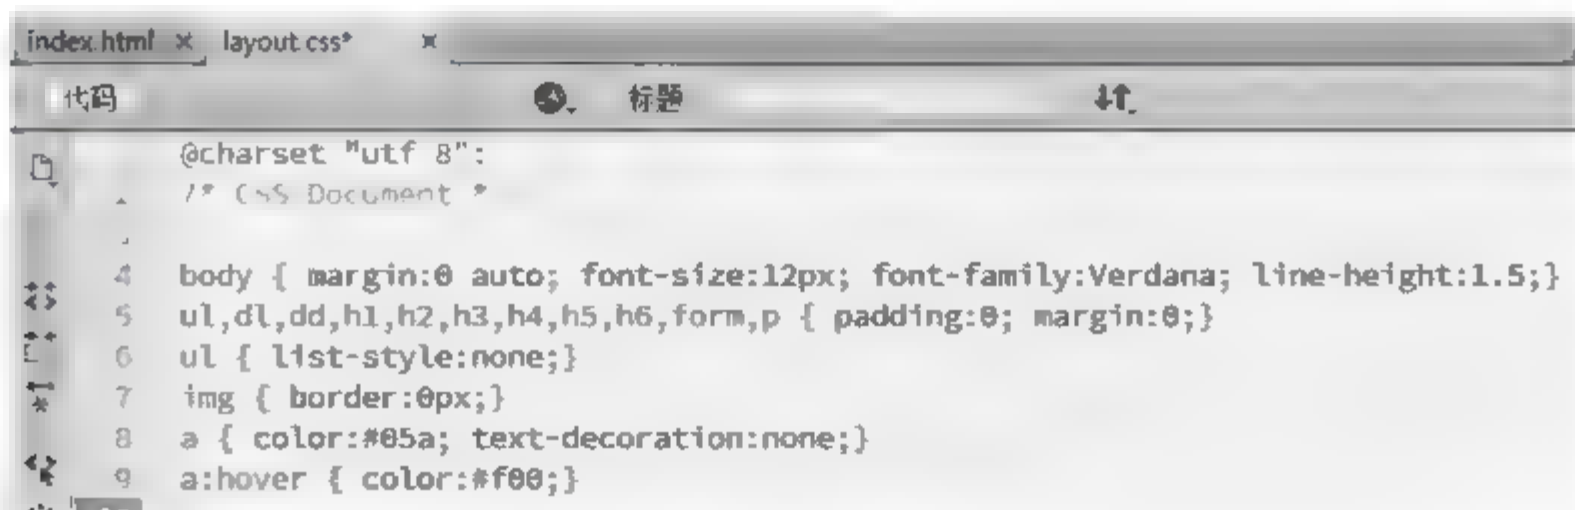 index.html × layout.css* ×
代码 标题
@charset "utf 8":
/* CSS Document *
4 body { margin:0 auto; font-size:12px; font-family:Verdana; line-height:1.5;}
5 ul,dl,dd,h1,h2,h3,h4,h5,h6,form,p { padding:0; margin:0;}
6 ul { list-style:none;}
7 img { border:0px;}
8 a { color:#05a; text-decoration:none;}
9 a:hover { color:#f00;}